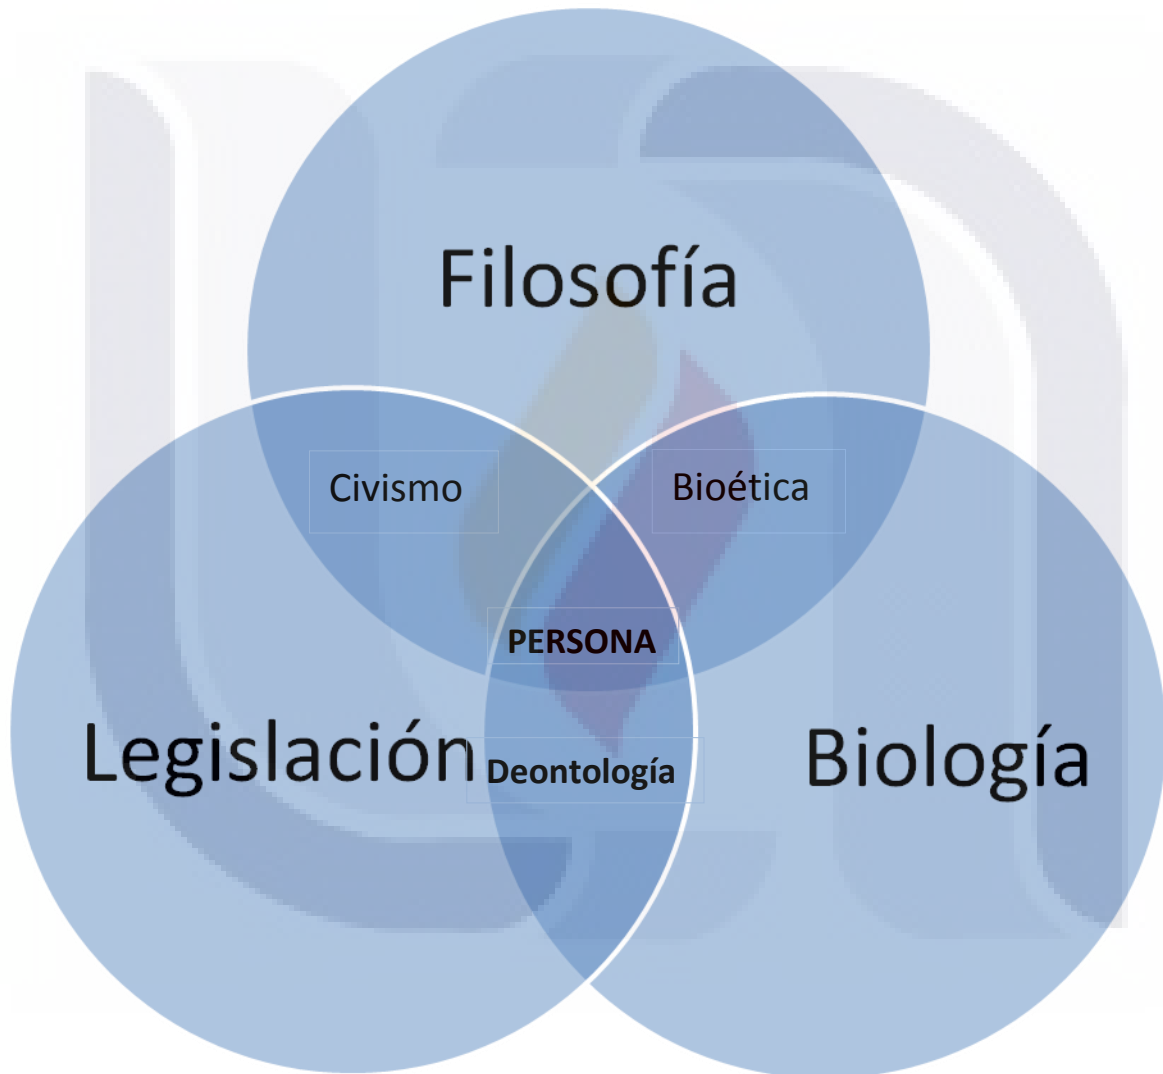 Filosofía
Civismo
Bioética
PERSONA
Legislación
Deontología
Biología